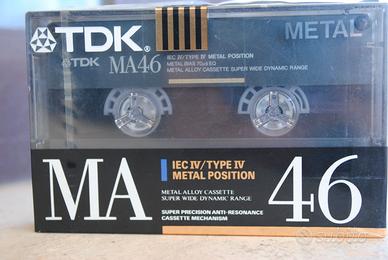 TDK METAL
TDK MA46
IEC IV/TYPE IV METAL POSITION
METAL BIAS 70µs EQ
METAL ALLOY CASSETTE SUPER WIDE DYNAMIC RANGE
MA
IEC IV/TYPE IV
METAL POSITION
METAL ALLOY CASSETTE
SUPER WIDE DYNAMIC RANGE
SUPER PRECISION ANTI-RESONANCE
CASSETTE MECHANISM
46
Subito